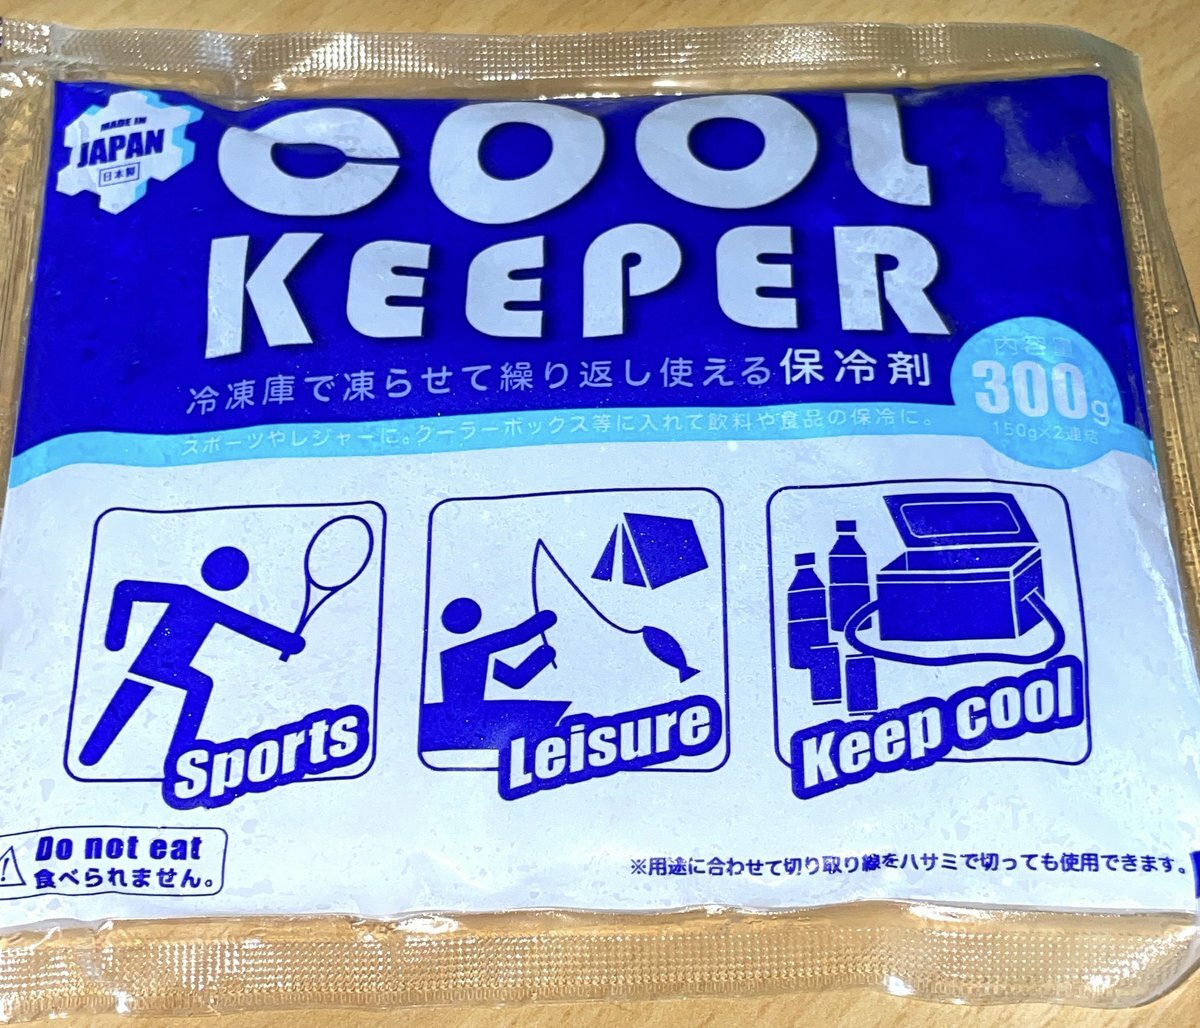 MADE IN
JAPAN
日本製
COOL
KEEPER
冷凍庫で凍らせて繰り返し使える保冷剤
スポーツやレジャーに。クーラーボックス等に入れて飲料や食品の保冷に。
内容量
300g
150g×2連結
Sports
Leisure
Keep cool
Do not eat
食べられません。
※用途に合わせて切り取り線をハサミで切っても使用できます。